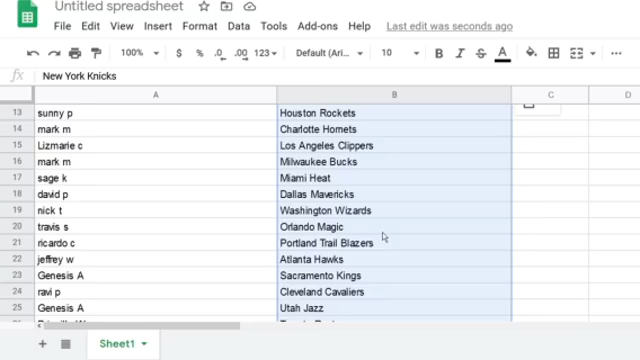 Untitled spreadsheet
File Edit View Insert Format Data Tools Add-ons Help Last edit was seconds ago
100% $ % .0 .00 123 Default (Ari... 10 B I S A
fx New York Knicks
A B C D
13 sunny p Houston Rockets
14 mark m Charlotte Hornets
15 Lizmarie c Los Angeles Clippers
16 mark m Milwaukee Bucks
17 sage k Miami Heat
18 david p Dallas Mavericks
19 nick t Washington Wizards
20 travis s Orlando Magic
21 ricardo c Portland Trail Blazers
22 jeffrey w Atlanta Hawks
23 Genesis A Sacramento Kings
24 ravi p Cleveland Cavaliers
25 Genesis A Utah Jazz
Sheet1